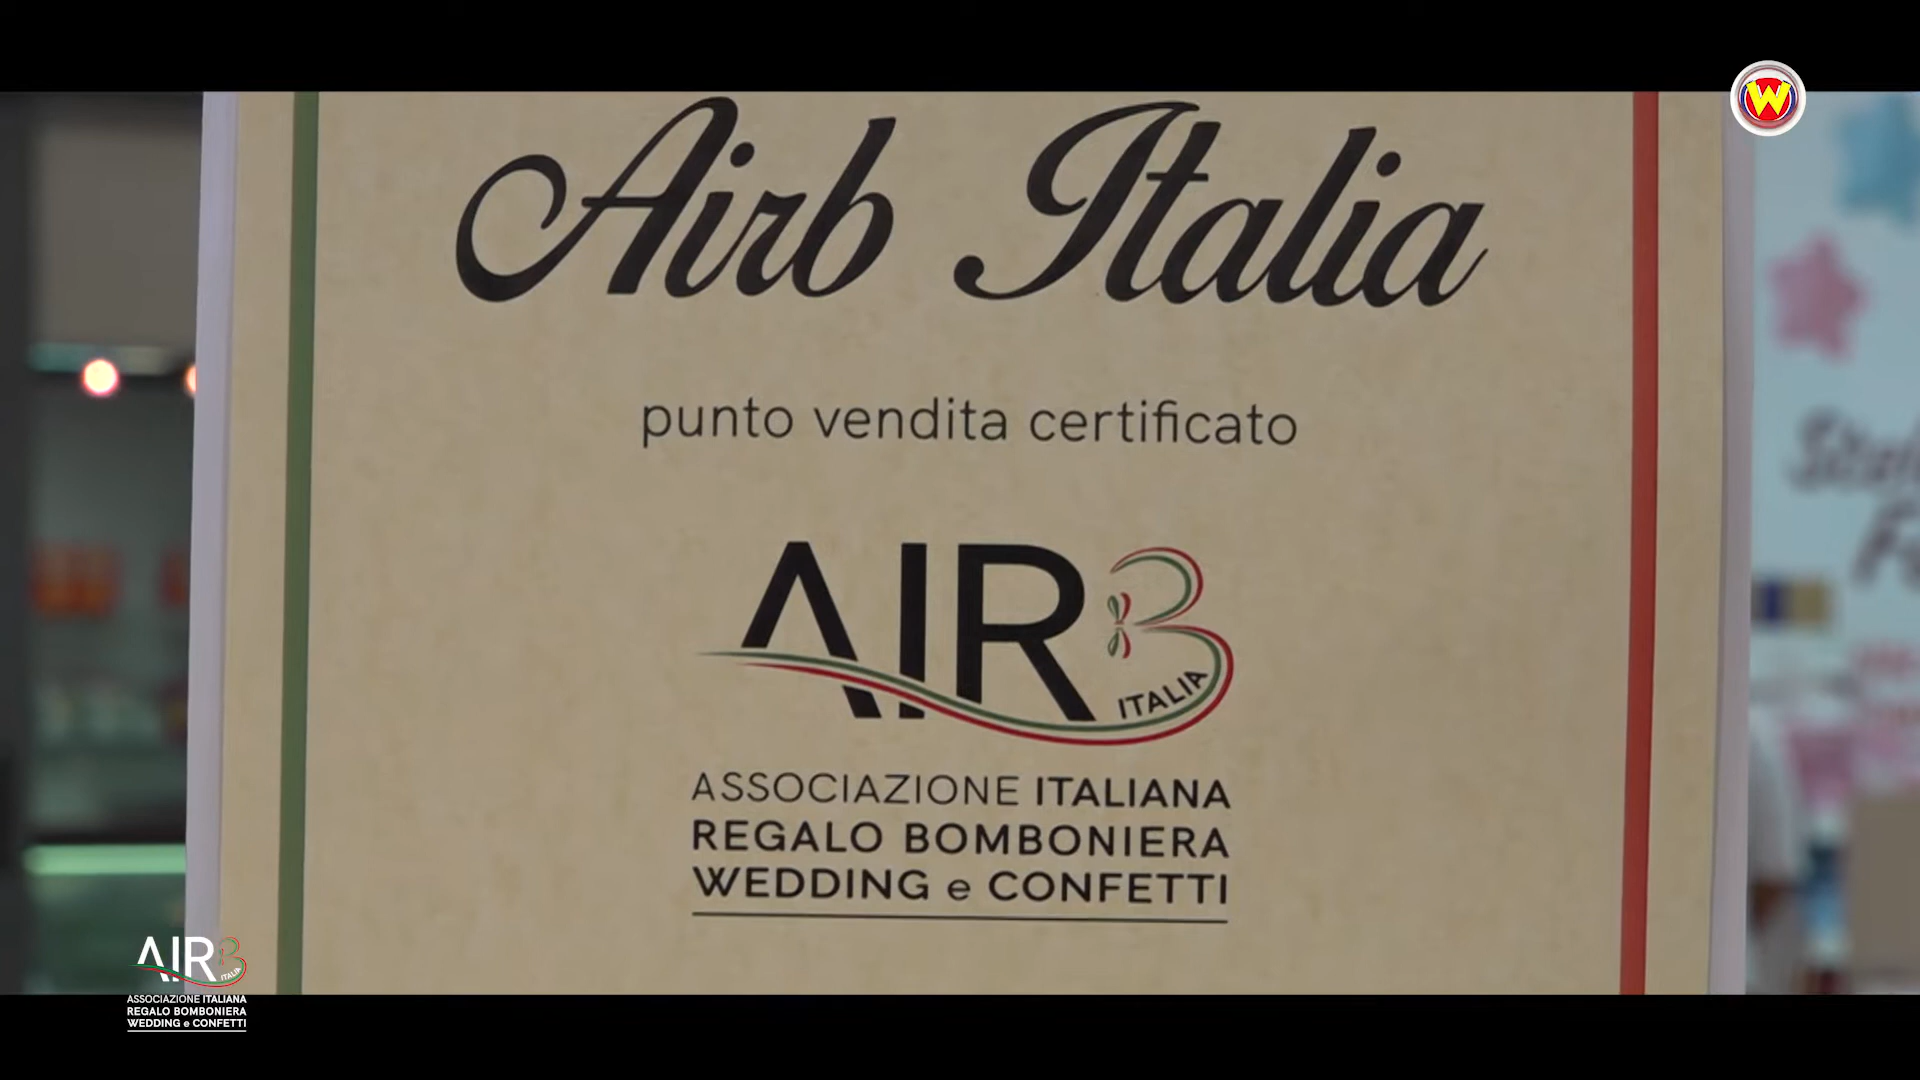 W
Airb Italia
punto vendita certificato
AIRB
ITALIA
ASSOCIAZIONE ITALIANA
REGALO BOMBONIERA
WEDDING e CONFETTI
AIRB
ITALIA
ASSOCIAZIONE ITALIANA
REGALO BOMBONIERA
WEDDING e CONFETTI